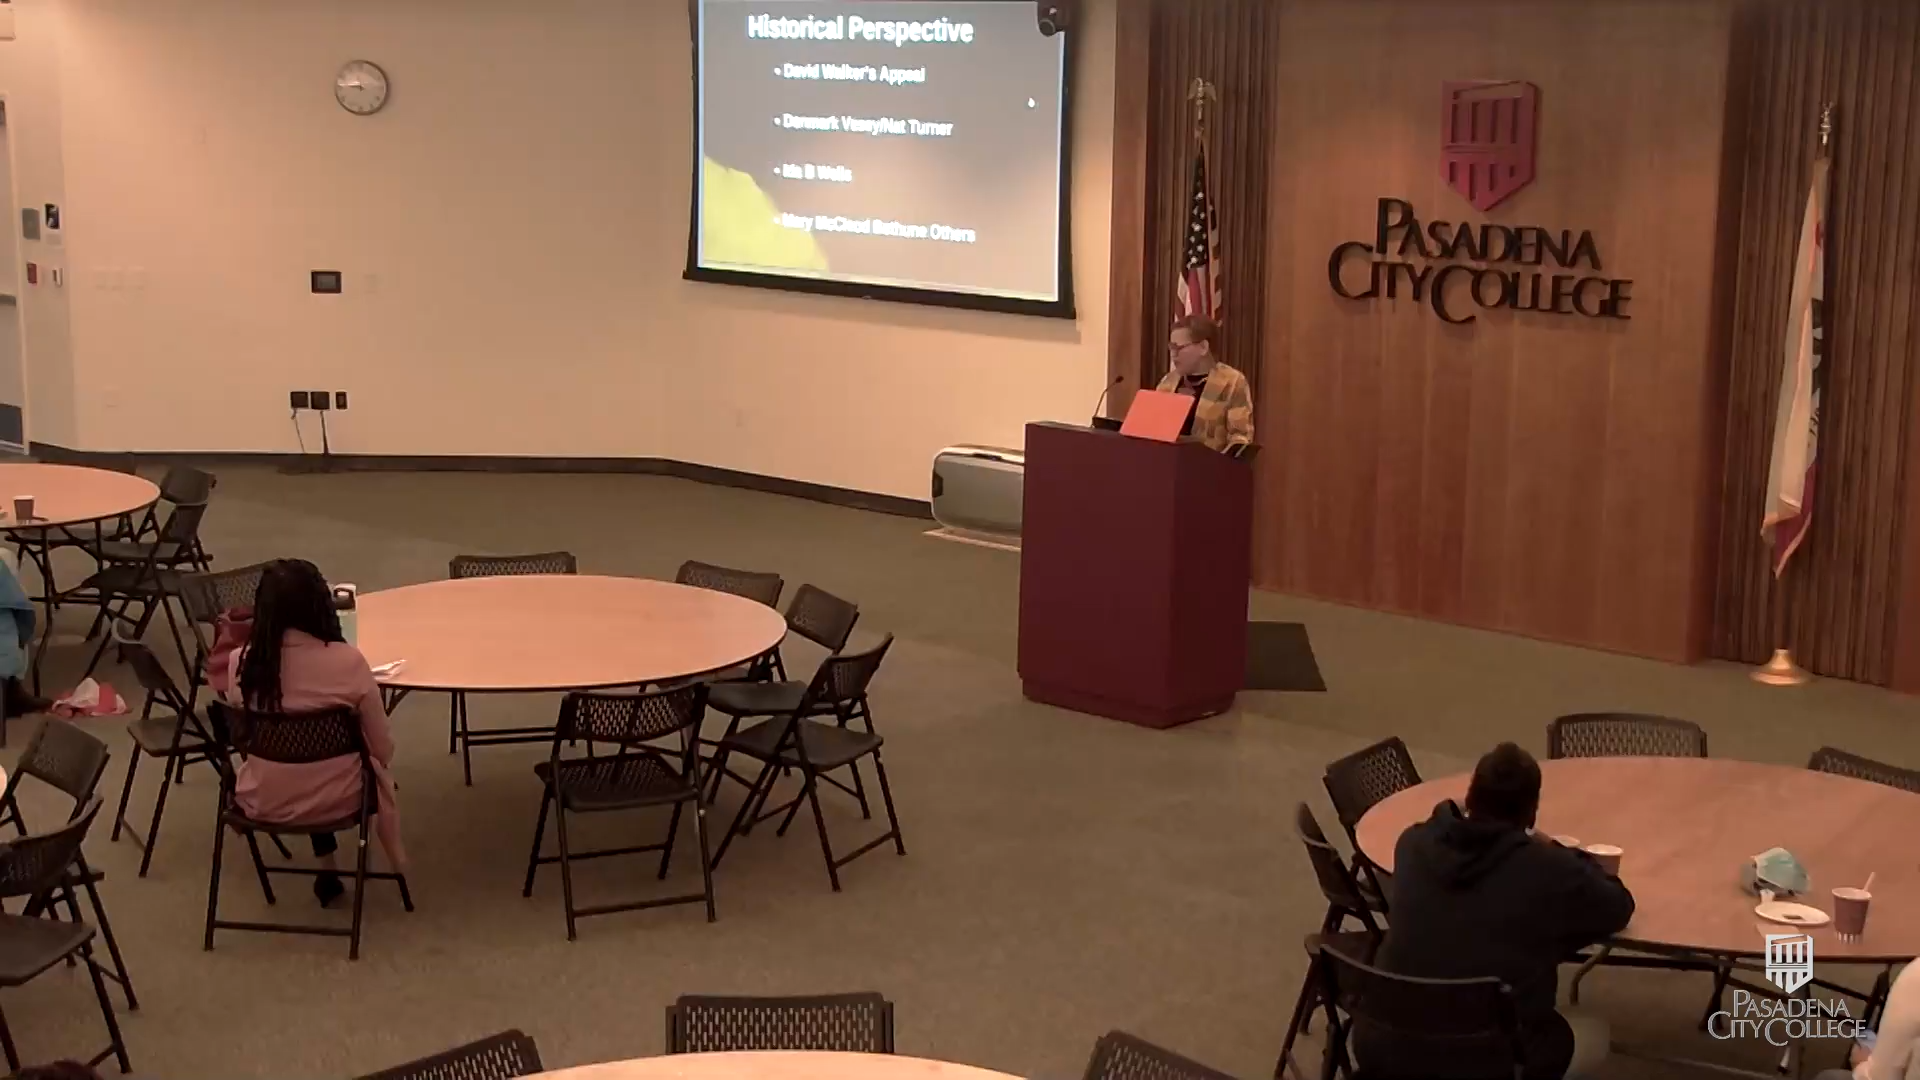 Historical Perspective
• David Walker's Appeal
• Denmark Vesey/Nat Turner
• Ida B Wells
• Mary McCleod Bethune Others
PASADENA
CITY COLLEGE
PASADENA
CITY COLLEGE